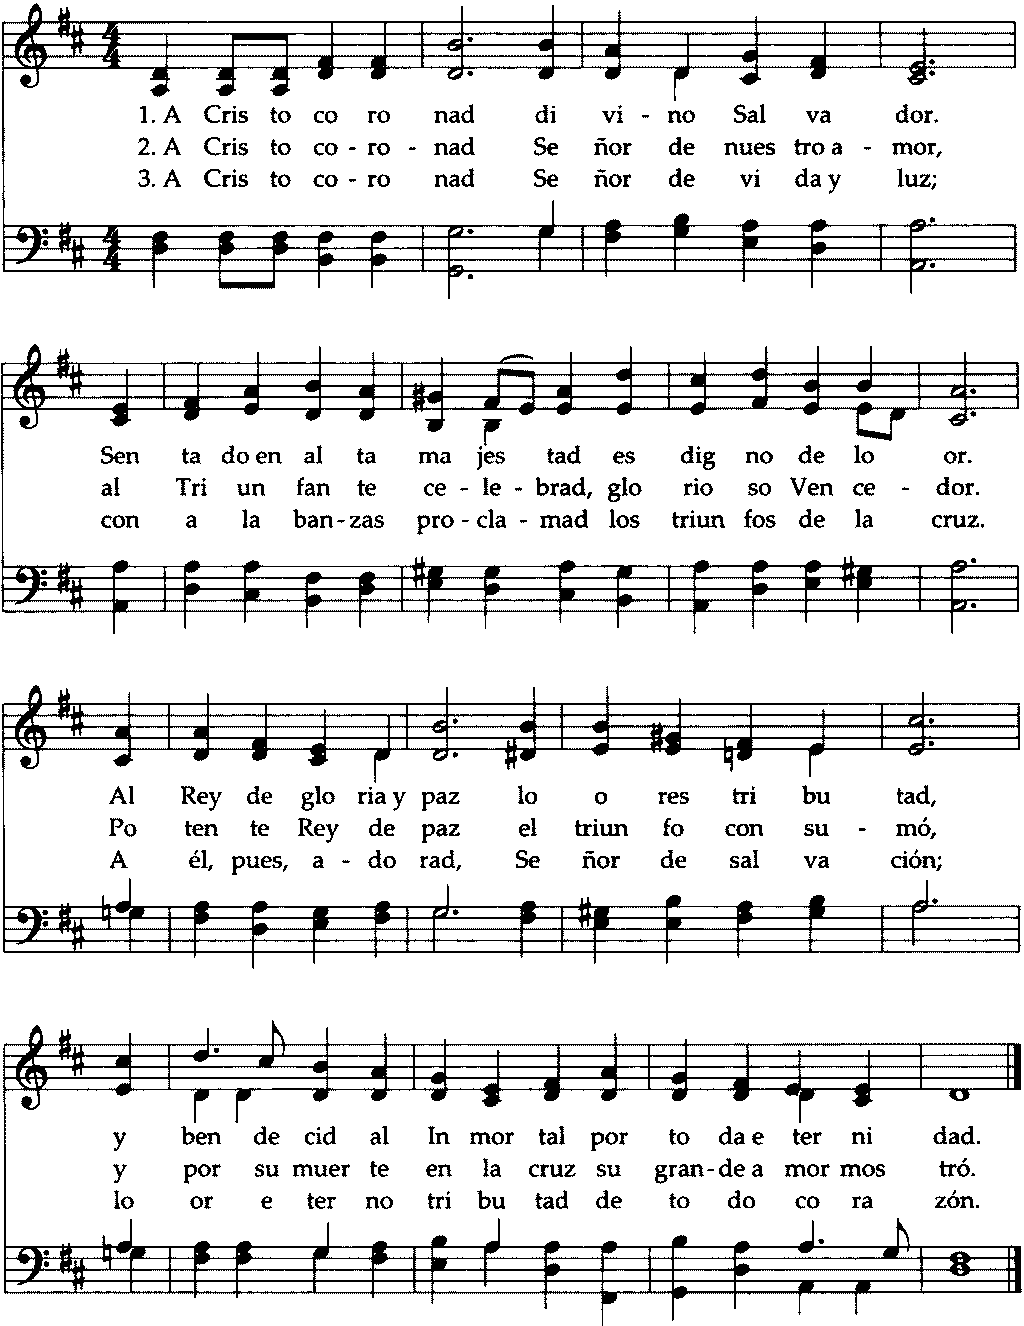 1. A Cris to co ro nad di vi - no Sal va dor.
2. A Cris to co - ro - nad Se ñor de nues tro a - mor,
3. A Cris to co - ro nad Se ñor de vi da y luz;
Sen ta do en al ta ma jes tad es dig no de lo or.
al Tri un fan te ce - le - brad, glo rio so Ven ce - dor.
con a la ban - zas pro - cla - mad los triun fos de la cruz.
Al Rey de glo ria y paz lo o res tri bu tad,
Po ten te Rey de paz el triun fo con su - mó,
A él, pues, a - do rad, Se ñor de sal va ción;
y ben de cid al In mor tal por to da e ter ni dad.
y por su muer te en la cruz su gran - de a mor mos tró.
lo or e ter no tri bu tad de to do co ra zón.